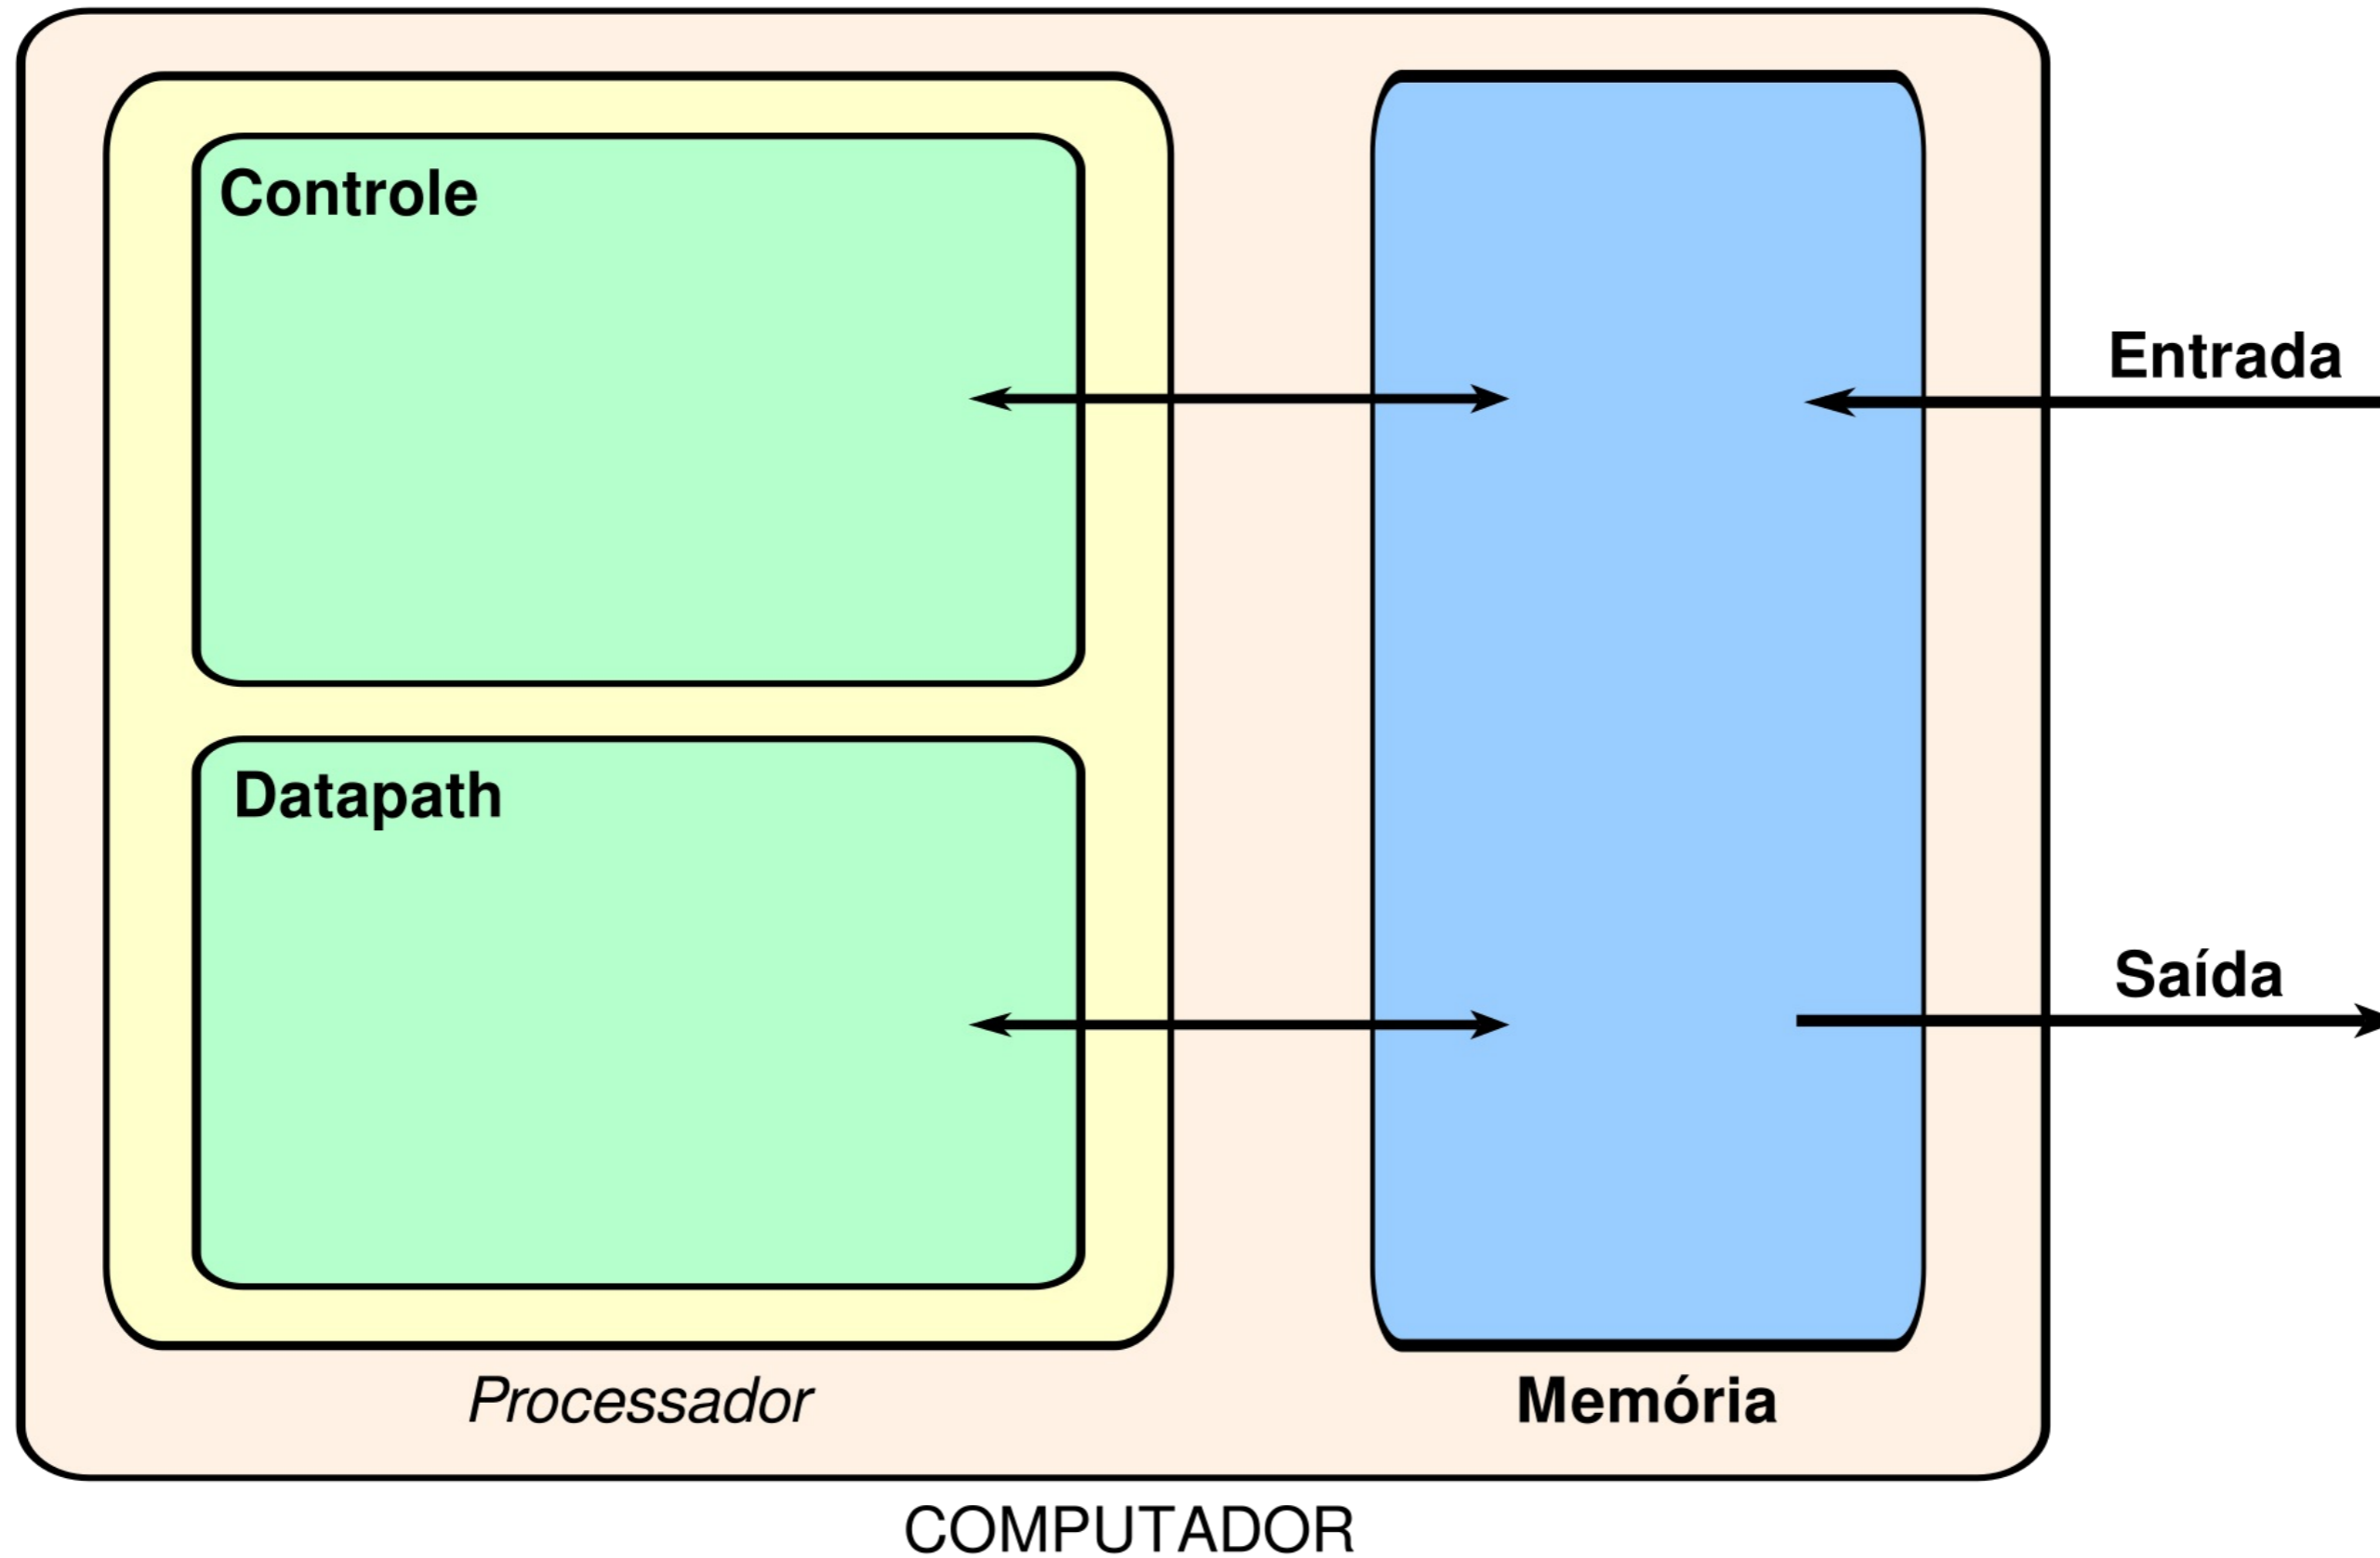 Controle
Entrada
Datapath
Saída
Processador
Memória
COMPUTADOR